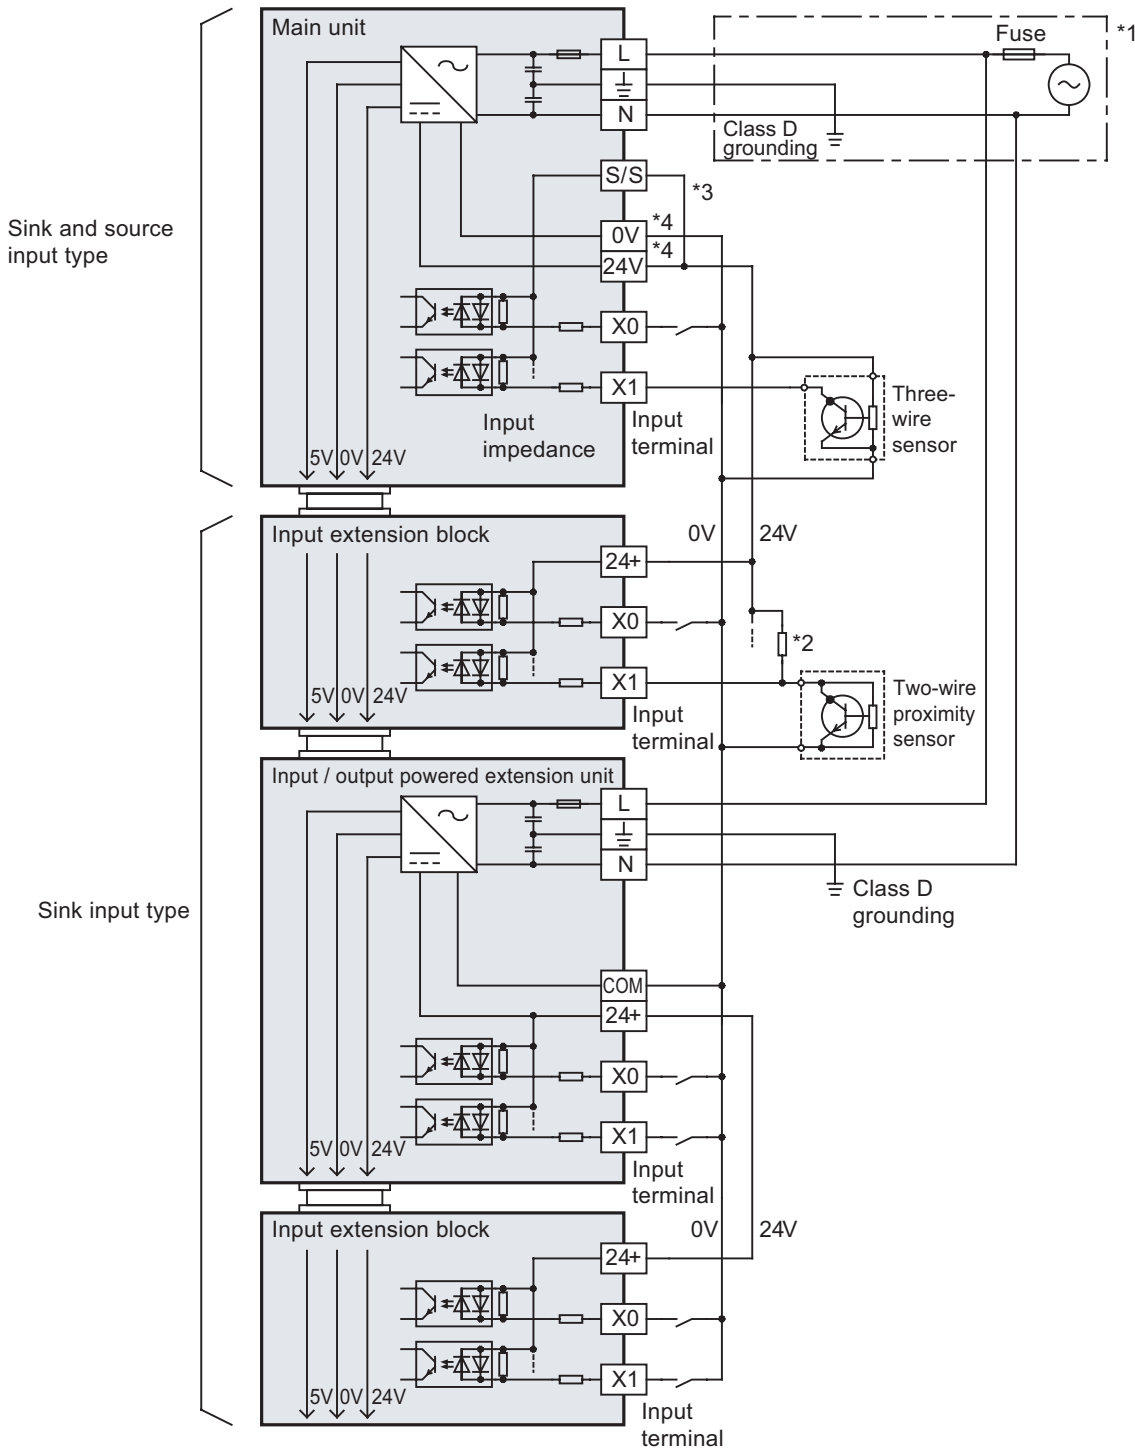 Main unit
Fuse
*1
L
N
Class D
grounding
S/S
*3
*4
0V
*4
24V
Sink and source
input type
X0
X1
Input
impedance
Input
terminal
Three-
wire
sensor
5V 0V 24V
Input extension block
0V 24V
24+
X0
*2
X1
5V 0V 24V
Input
terminal
Two-wire
proximity
sensor
Input / output powered extension unit
L
N
Class D
grounding
Sink input type
COM
24+
X0
X1
5V 0V 24V
Input
terminal
Input extension block
0V 24V
24+
X0
X1
5V 0V 24V
Input
terminal